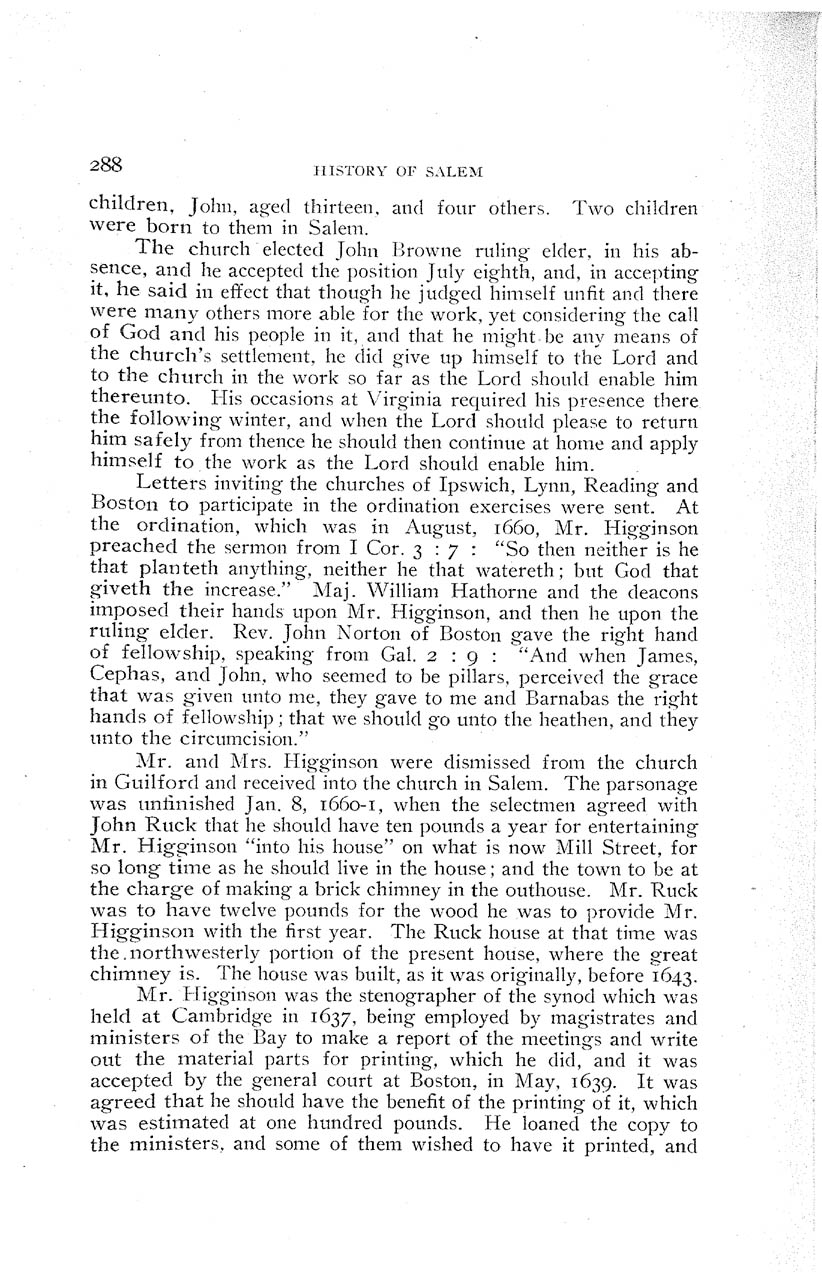 288 HISTORY OF SALEM
children, John, aged thirteen, and four others. Two children
were born to them in Salem.
The church elected John Browne ruling elder, in his ab-
sence, and he accepted the position July eighth, and, in accepting
it, he said in effect that though he judged himself unfit and there
were many others more able for the work, yet considering the call
of God and his people in it, and that he might be any means of
the church's settlement, he did give up himself to the Lord and
to the church in the work so far as the Lord should enable him
thereunto. His occasions at Virginia required his presence there
the following winter, and when the Lord should please to return
him safely from thence he should then continue at home and apply
himself to the work as the Lord should enable him.
Letters inviting the churches of Ipswich, Lynn, Reading and
Boston to participate in the ordination exercises were sent. At
the ordination, which was in August, 1660, Mr. Higginson
preached the sermon from I Cor. 3 : 7 : "So then neither is he
that planteth anything, neither he that watereth; but God that
giveth the increase." Maj. William Hathorne and the deacons
imposed their hands upon Mr. Higginson, and then he upon the
ruling elder. Rev. John Norton of Boston gave the right hand
of fellowship, speaking from Gal. 2 : 9 : "And when James,
Cephas, and John, who seemed to be pillars, perceived the grace
that was given unto me, they gave to me and Barnabas the right
hands of fellowship; that we should go unto the heathen, and they
unto the circumcision."
Mr. and Mrs. Higginson were dismissed from the church
in Guilford and received into the church in Salem. The parsonage
was unfinished Jan. 8, 1660-1, when the selectmen agreed with
John Ruck that he should have ten pounds a year for entertaining
Mr. Higginson "into his house" on what is now Mill Street, for
so long time as he should live in the house; and the town to be at
the charge of making a brick chimney in the outhouse. Mr. Ruck
was to have twelve pounds for the wood he was to provide Mr.
Higginson with the first year. The Ruck house at that time was
the northwesterly portion of the present house, where the great
chimney is. The house was built, as it was originally, before 1643.
Mr. Higginson was the stenographer of the synod which was
held at Cambridge in 1637, being employed by magistrates and
ministers of the Bay to make a report of the meetings and write
out the material parts for printing, which he did, and it was
accepted by the general court at Boston, in May, 1639. It was
agreed that he should have the benefit of the printing of it, which
was estimated at one hundred pounds. He loaned the copy to
the ministers, and some of them wished to have it printed, and